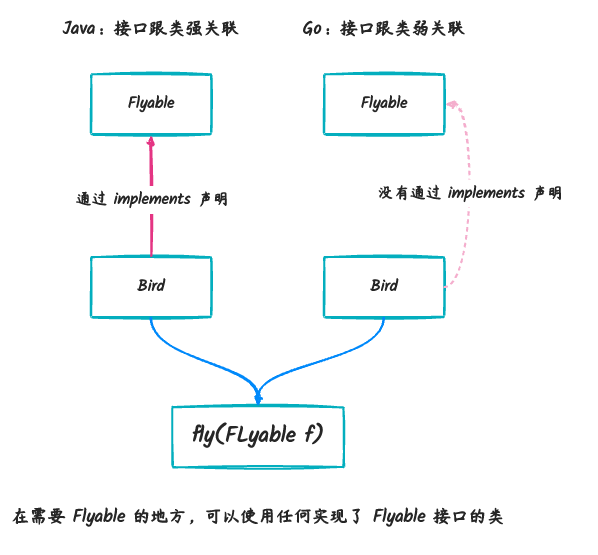 Java：接口跟类强关联
Go：接口跟类弱关联
Flyable
Flyable
通过 implements 声明
没有通过 implements 声明
Bird
Bird
fly(FLyable f)
在需要 Flyable 的地方，可以使用任何实现了 Flyable 接口的类